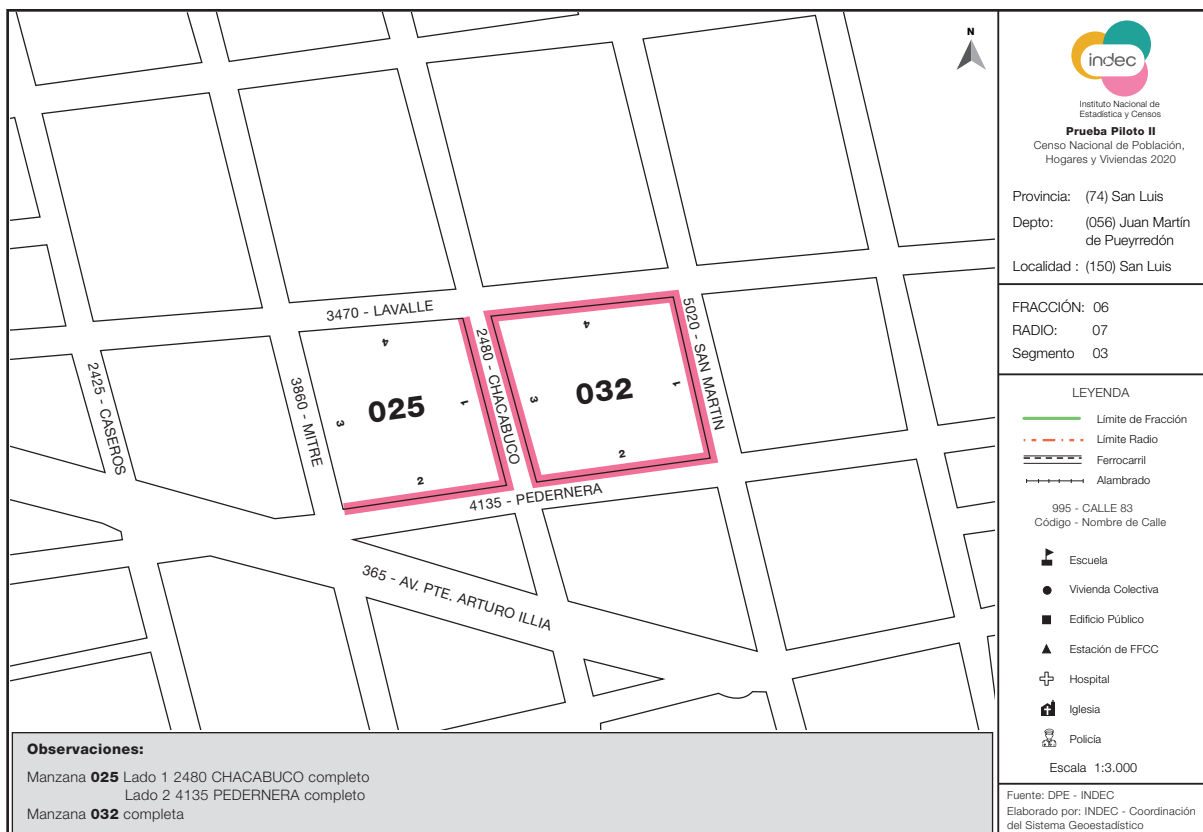 N
3470 - LAVALLE
2480 - CHACABUCO
5020 - SAN MARTIN
2425 - CASEROS
3860 - MITRE
4135 - PEDERNERA
365 - AV. PTE. ARTURO ILLIA
025
1
2
3
4
032
1
2
3
4
Observaciones:
Manzana 025 Lado 1 2480 CHACABUCO completo
Lado 2 4135 PEDERNERA completo
Manzana 032 completa
indec
Instituto Nacional de
Estadística y Censos
Prueba Piloto II
Censo Nacional de Población,
Hogares y Viviendas 2020
Provincia: (74) San Luis
Depto: (056) Juan Martín
de Pueyrredón
Localidad : (150) San Luis
FRACCIÓN: 06
RADIO: 07
Segmento 03
LEYENDA
Límite de Fracción
Límite Radio
Ferrocarril
Alambrado
995 - CALLE 83
Código - Nombre de Calle
Escuela
Vivienda Colectiva
Edificio Público
Estación de FFCC
Hospital
Iglesia
Policía
Escala 1:3.000
Fuente: DPE - INDEC
Elaborado por: INDEC - Coordinación
del Sistema Geoestadístico